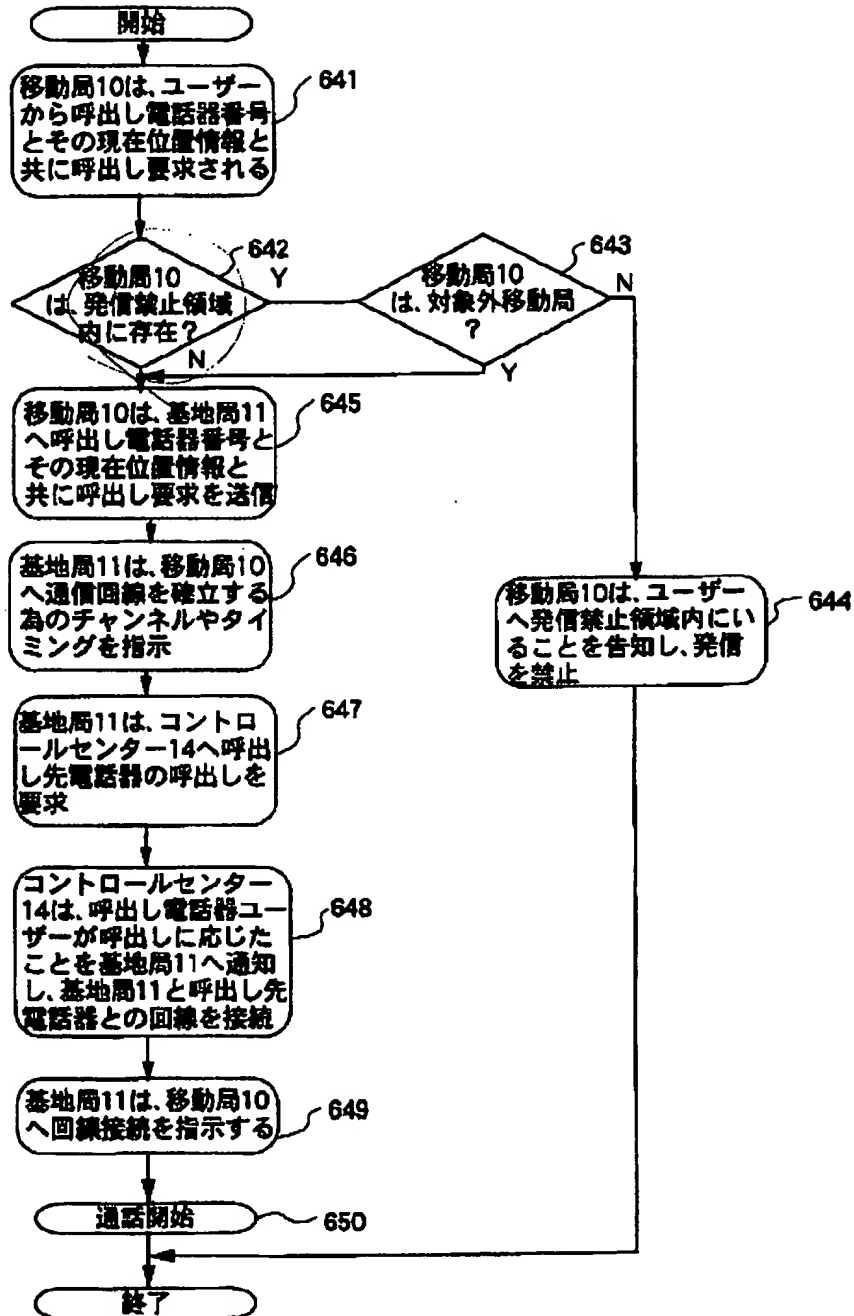 開始
移動局10は、ユーザー
から呼出し電話器番号
とその現在位置情報と
共に呼出し要求される
641
移動局10
は、発信禁止領域
内に存在?
642
Y
N
移動局10
は、対象外移動局
?
643
N
Y
移動局10は、基地局11
へ呼出し電話器番号と
その現在位置情報と
共に呼出し要求を送信
645
基地局11は、移動局10
へ通信回線を確立する
為のチャンネルやタイ
ミングを指示
646
移動局10は、ユーザー
へ発信禁止領域内にい
ることを告知し、発信
を禁止
644
基地局11は、コントロ
ールセンター14へ呼出
し先電話器の呼出しを
要求
647
コントロールセンター
14は、呼出し電話器ユー
ザーが呼出しに応じた
ことを基地局11へ通知
し、基地局11と呼出し先
電話器との回線を接続
648
基地局11は、移動局10
へ回線接続を指示する
649
通話開始
650
終了